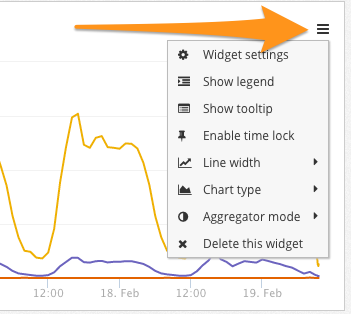 Widget settings
Show legend
Show tooltip
Enable time lock
Line width
Chart type
Aggregator mode
Delete this widget
12:00 18. Feb 12:00 19. Feb